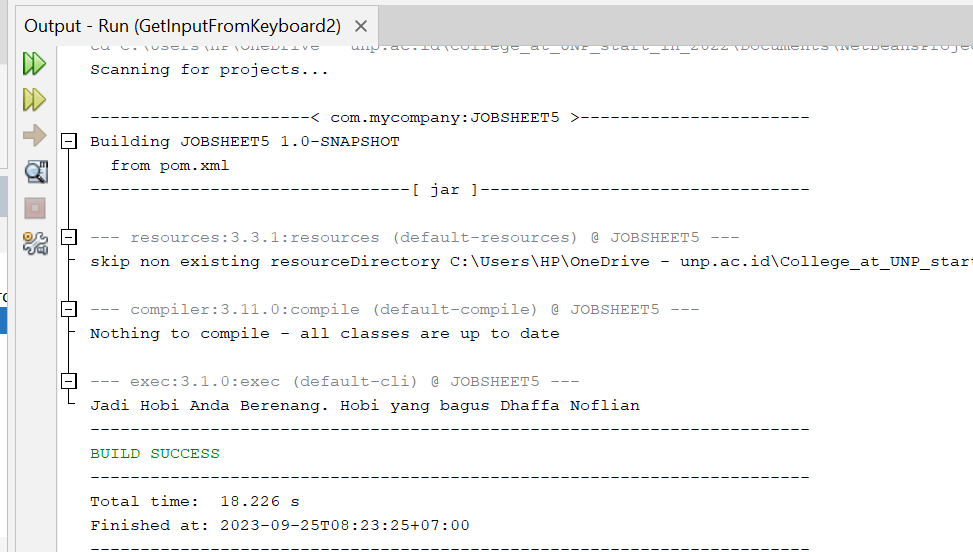 Output - Run (GetInputFromKeyboard2) ×
cd C:\Users\HP\OneDrive - unp.ac.id\College_at_UNP_start_in_2022\Documents\NetBeansProjec
Scanning for projects...
----------------------< com.mycompany:JOBSHEET5 >-----------------------
Building JOBSHEET5 1.0-SNAPSHOT
from pom.xml
--------------------------------[ jar ]---------------------------------
--- resources:3.3.1:resources (default-resources) @ JOBSHEET5 ---
skip non existing resourceDirectory C:\Users\HP\OneDrive - unp.ac.id\College_at_UNP_start
--- compiler:3.11.0:compile (default-compile) @ JOBSHEET5 ---
Nothing to compile - all classes are up to date
--- exec:3.1.0:exec (default-cli) @ JOBSHEET5 ---
Jadi Hobi Anda Berenang. Hobi yang bagus Dhaffa Noflian
------------------------------------------------------------------------
BUILD SUCCESS
------------------------------------------------------------------------
Total time:  18.226 s
Finished at: 2023-09-25T08:23:25+07:00
------------------------------------------------------------------------